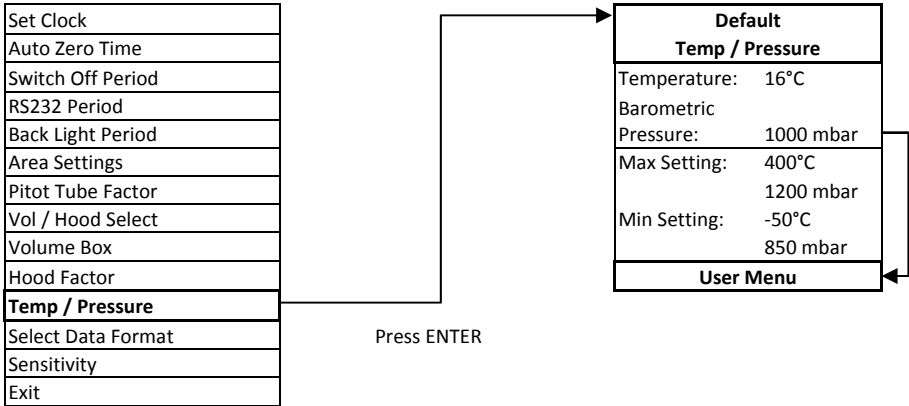 Set Clock
Auto Zero Time
Switch Off Period
RS232 Period
Back Light Period
Area Settings
Pitot Tube Factor
Vol / Hood Select
Volume Box
Hood Factor
Temp / Pressure
Select Data Format
Sensitivity
Exit
Press ENTER
Default
Temp / Pressure
Temperature: 16°C
Barometric
Pressure: 1000 mbar
Max Setting: 400°C
1200 mbar
Min Setting: -50°C
850 mbar
User Menu